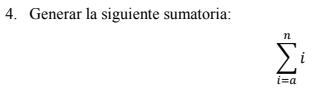 4. Generar la siguiente sumatoria:
n
∑ i
i=a